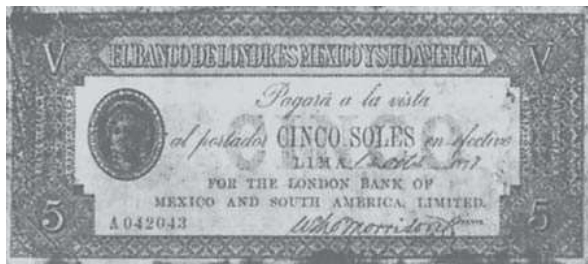 V EL BANCO DE LONDRES MEXICO Y SUD AMERICA V
Pagará a la vista
al portador CINCO SOLES en efectivo
LIMA
FOR THE LONDON BANK OF
MEXICO AND SOUTH AMERICA, LIMITED.
5 A042043 5